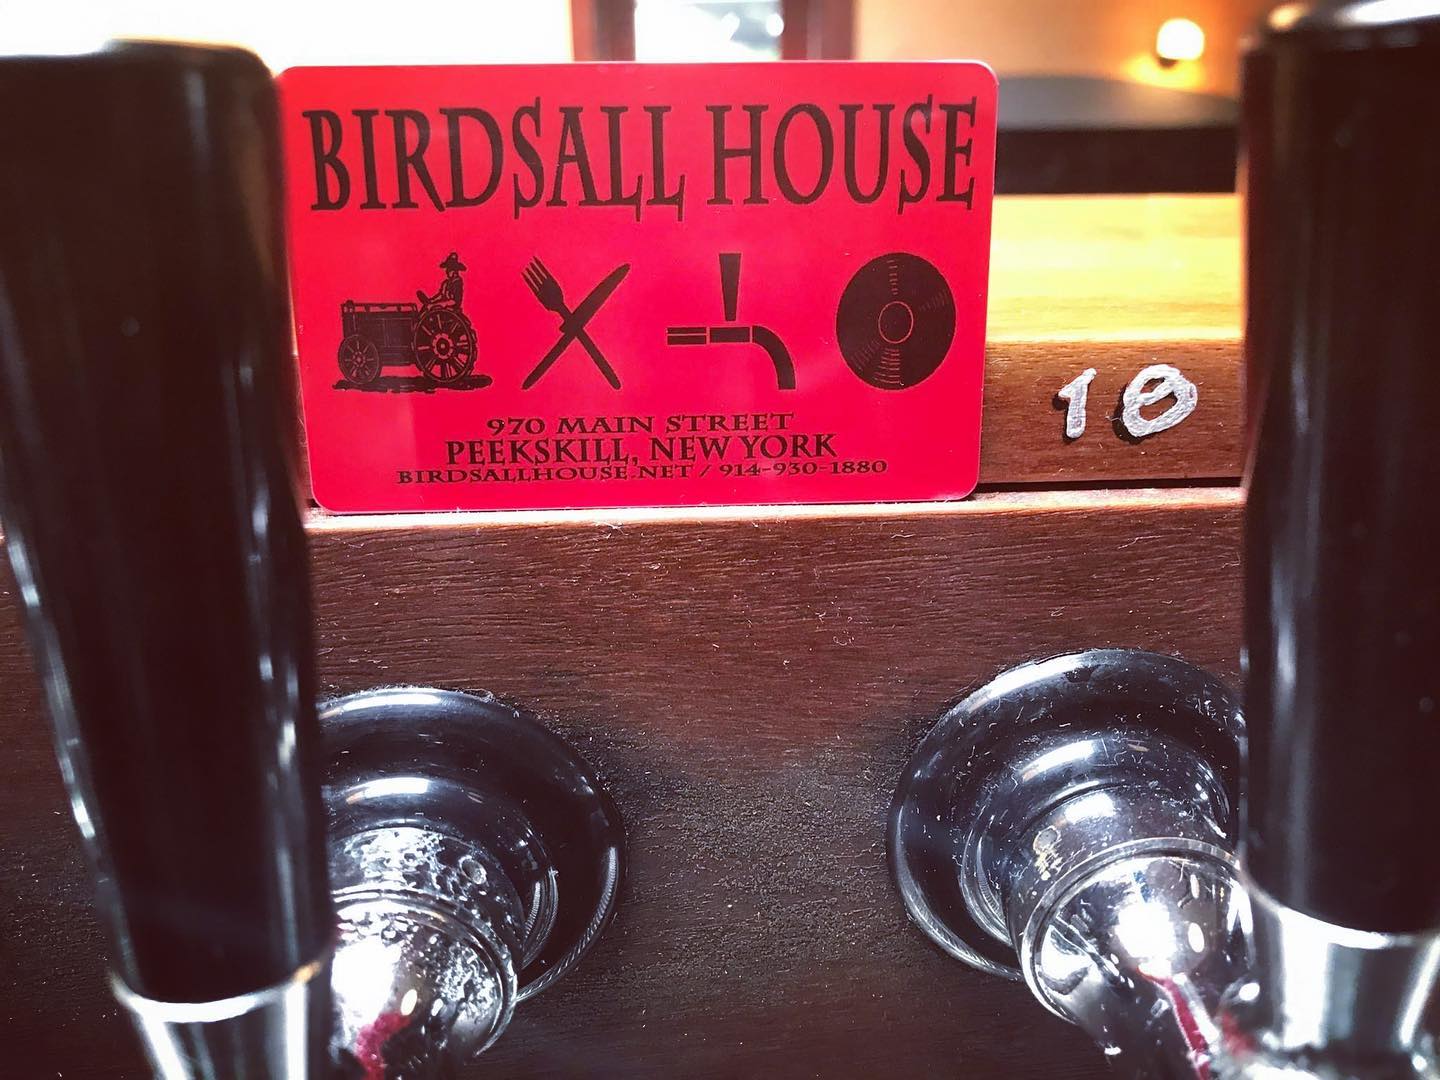 BIRDSALL HOUSE
970 MAIN STREET
PEEKSKILL, NEW YORK
BIRDSALLHOUSE.NET / 914-930-1880
10